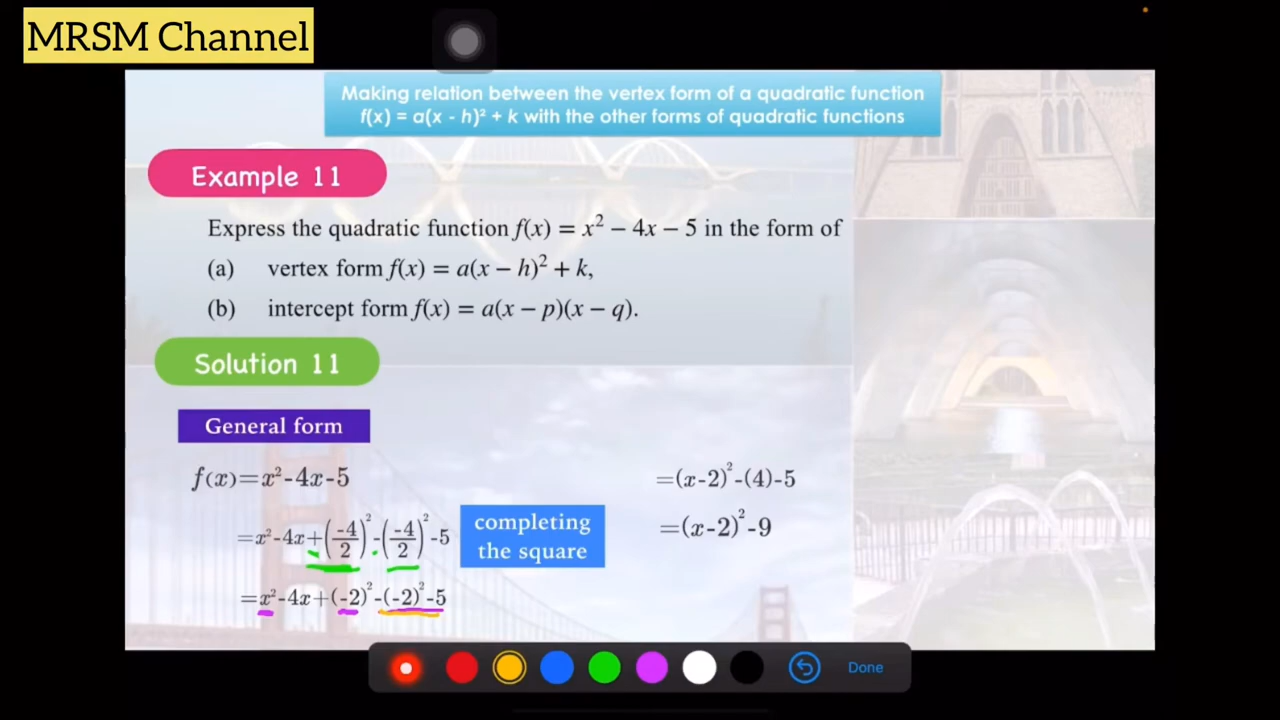 MRSM Channel
Making relation between the vertex form of a quadratic function
f(x) = a(x - h)² + k with the other forms of quadratic functions
Example 11
Express the quadratic function f(x) = x² − 4x − 5 in the form of
(a) vertex form f(x) = a(x − h)² + k,
(b) intercept form f(x) = a(x − p)(x − q).
Solution 11
General form
f(x)=x²-4x-5
=x²-4x+(-4/2)²-(-4/2)²-5
completing
the square
=x²-4x+(-2)²-(-2)²-5
=(x-2)²-(4)-5
=(x-2)²-9
Done